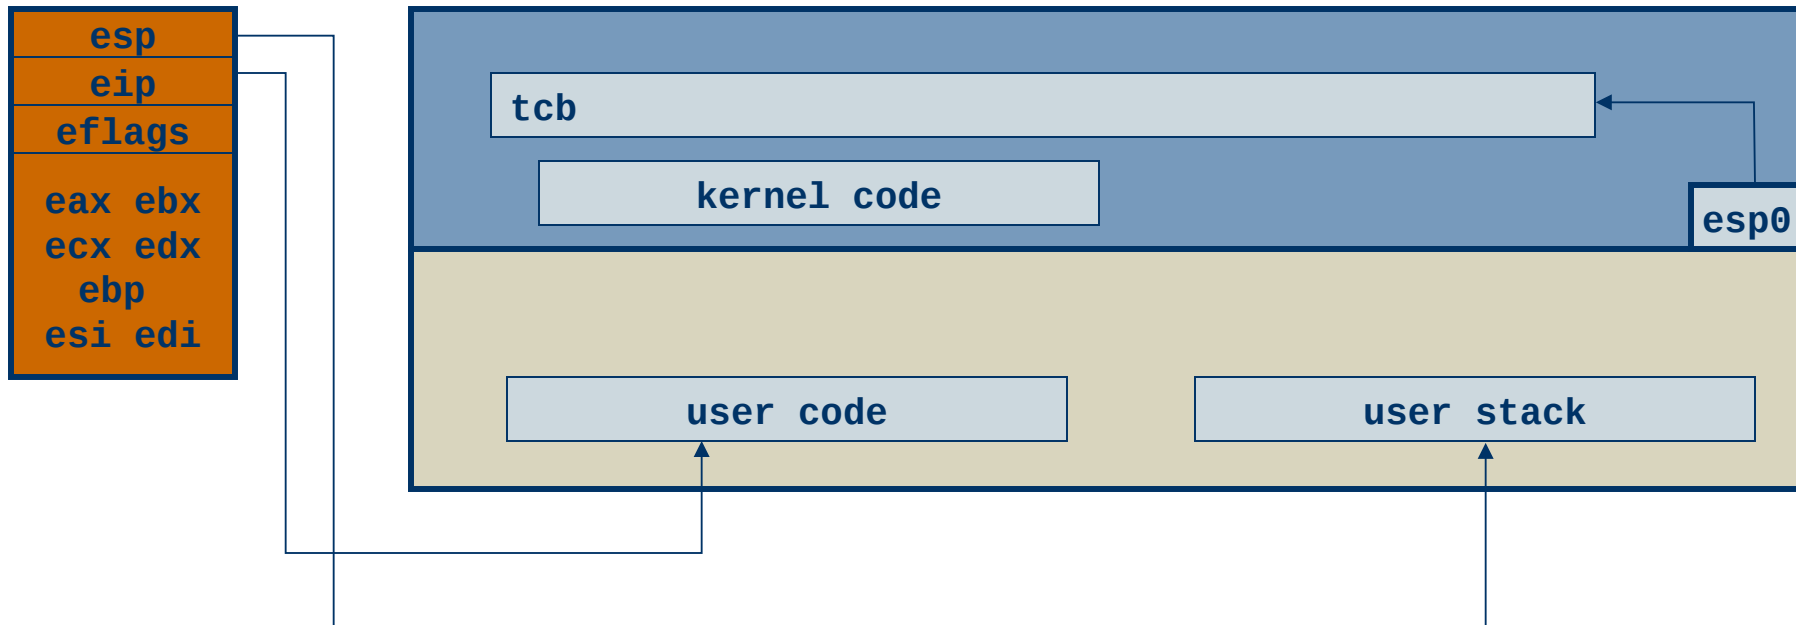 esp
eip
eflags
eax ebx
ecx edx
ebp
esi edi
tcb
kernel code
esp0
user code
user stack